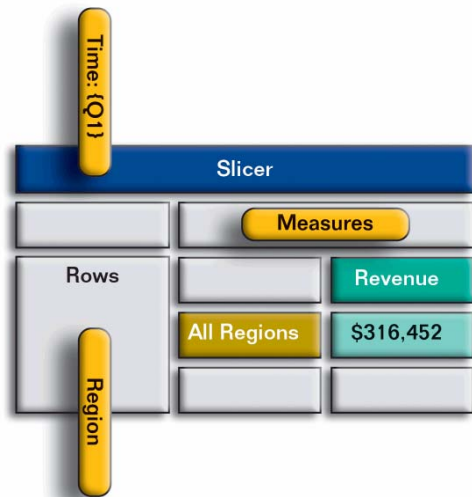 Time: {Q1}
Slicer
Measures
Rows
Revenue
All Regions
$316,452
Region